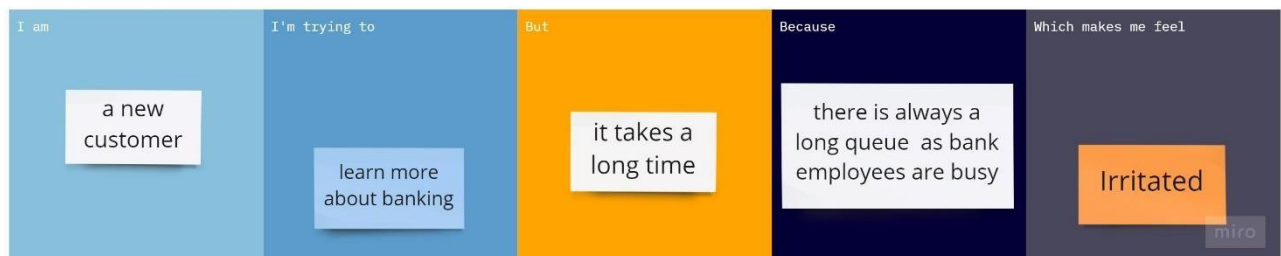 I am
a new
customer
I'm trying to
learn more
about banking
But
it takes a
long time
Because
there is always a
long queue as bank
employees are busy
Which makes me feel
Irritated
miro